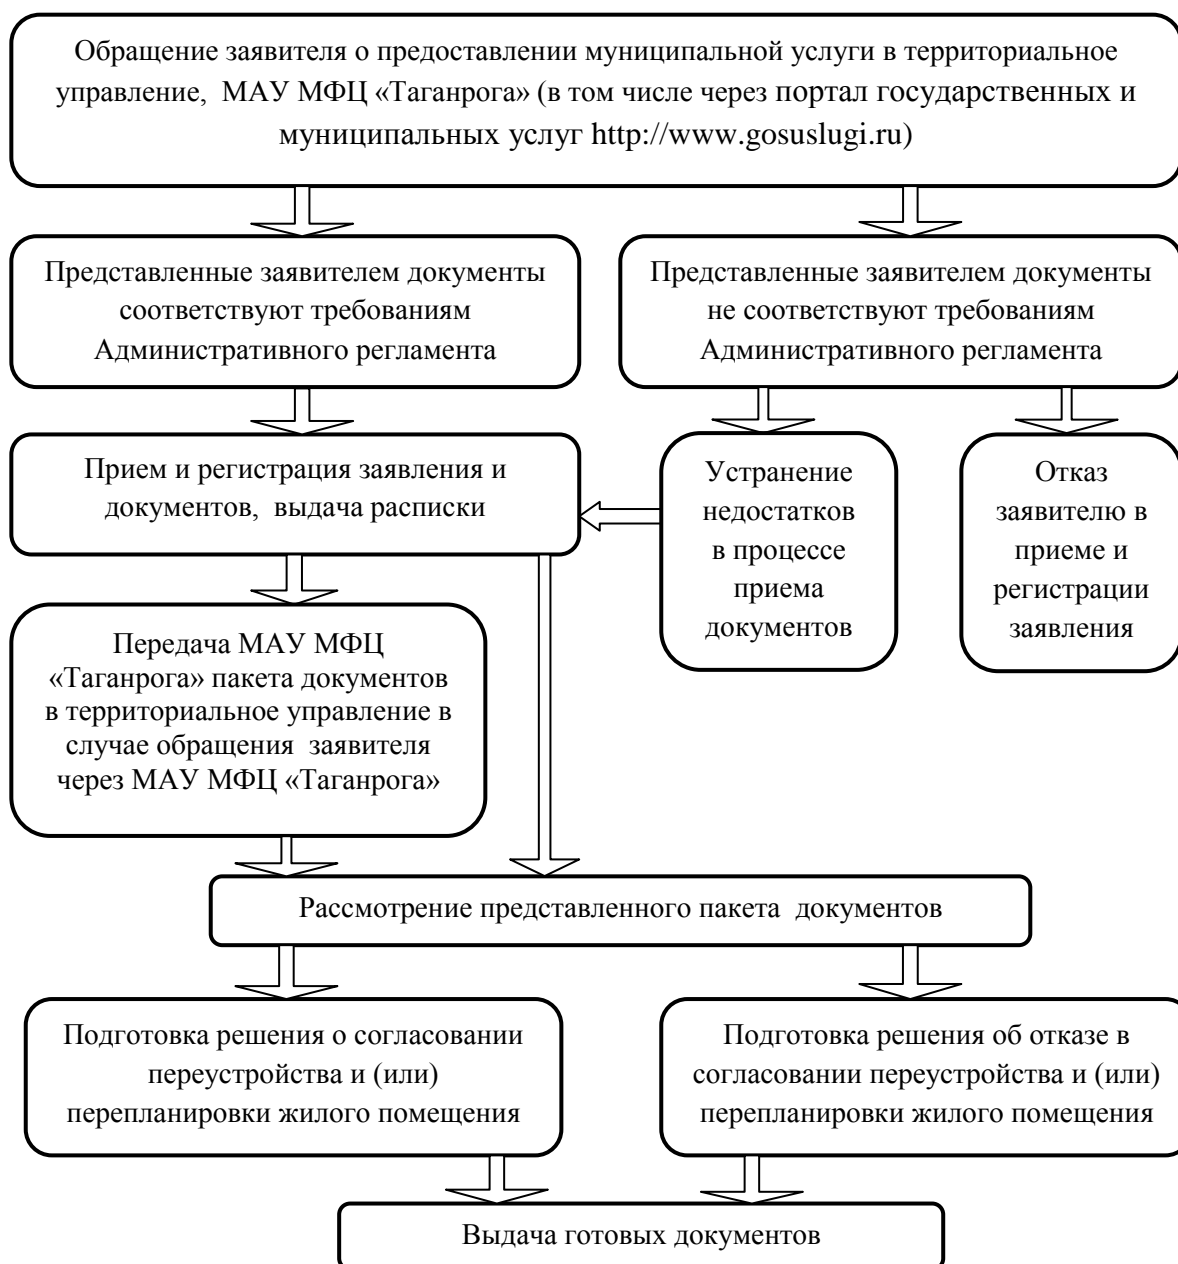 Обращение заявителя о предоставлении муниципальной услуги в территориальное
управление, МАУ МФЦ «Таганрога» (в том числе через портал государственных и
муниципальных услуг http://www.gosuslugi.ru)
Представленные заявителем документы
соответствуют требованиям
Административного регламента
Представленные заявителем документы
не соответствуют требованиям
Административного регламента
Прием и регистрация заявления и
документов, выдача расписки
Устранение
недостатков
в процессе
приема
документов
Отказ
заявителю в
приеме и
регистрации
заявления
Передача МАУ МФЦ
«Таганрога» пакета документов
в территориальное управление в
случае обращения заявителя
через МАУ МФЦ «Таганрога»
Рассмотрение представленного пакета документов
Подготовка решения о согласовании
переустройства и (или)
перепланировки жилого помещения
Подготовка решения об отказе в
согласовании переустройства и (или)
перепланировки жилого помещения
Выдача готовых документов